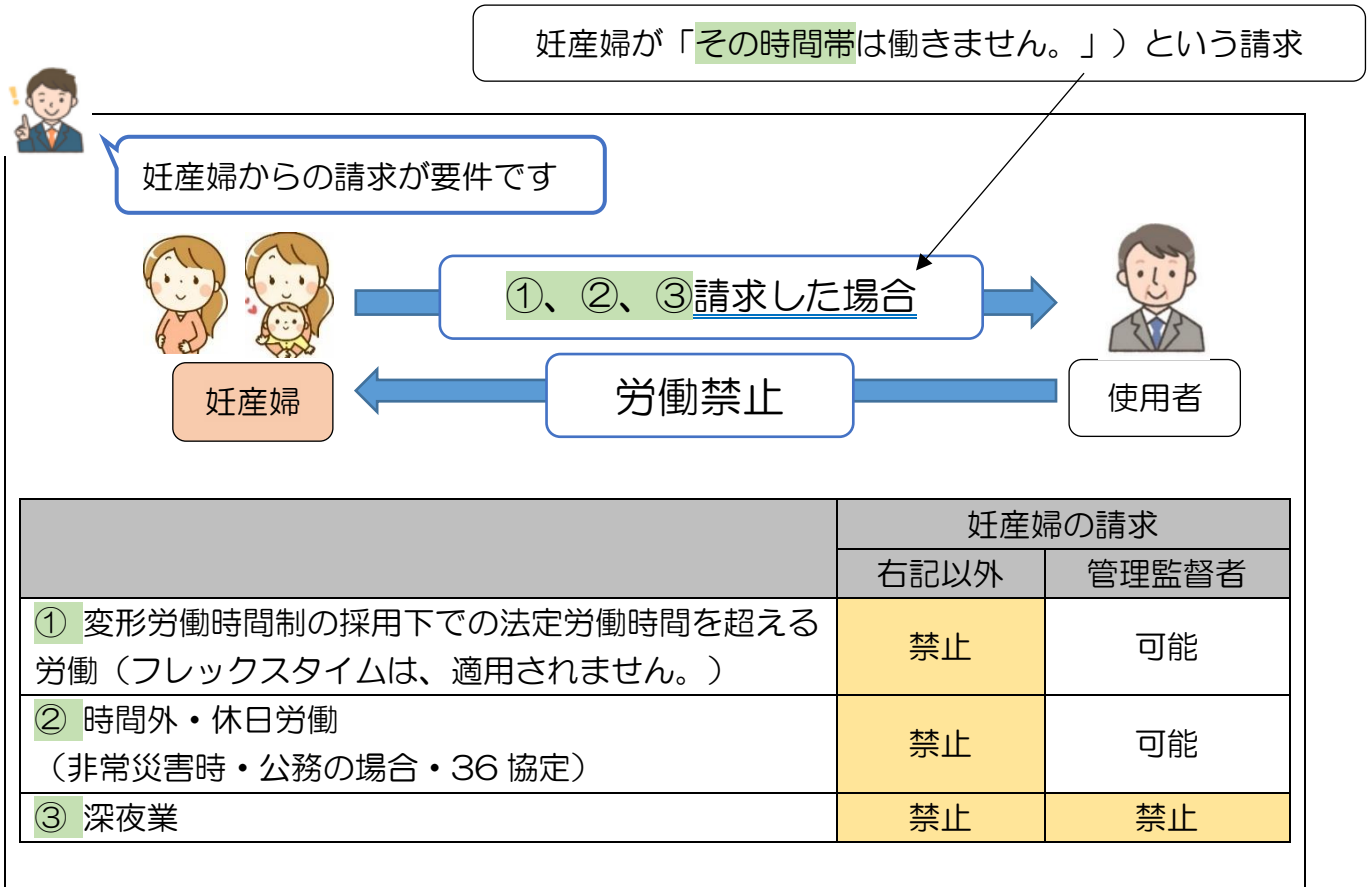 妊産婦が「その時間帯は働きません。」)という請求
妊産婦からの請求が要件です
①、②、③請求した場合
労働禁止
妊産婦
使用者
妊産婦の請求
右記以外
管理監督者
① 変形労働時間制の採用下での法定労働時間を超える
労働(フレックスタイムは、適用されません。)
禁止
可能
② 時間外・休日労働
(非常災害時・公務の場合・36 協定)
禁止
可能
③ 深夜業
禁止
禁止